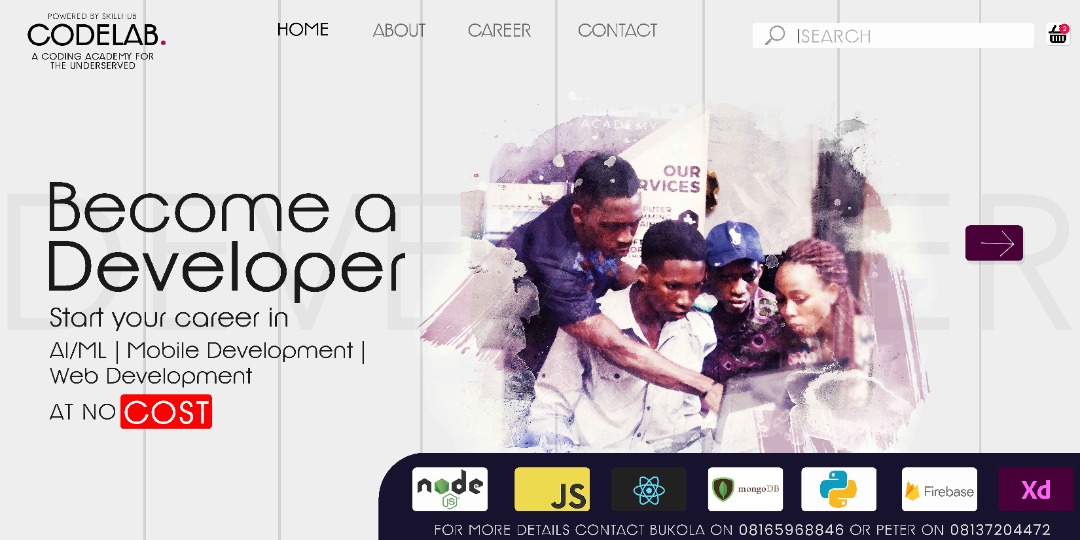 POWERED BY SKILLHUB
CODELAB.
A CODING ACADEMY FOR
THE UNDERSERVED
HOME
ABOUT
CAREER
CONTACT
SEARCH
ACADEMY
OUR
RVICES
Become a
Developer
Start your career in
AI/ML | Mobile Development |
Web Development
AT NO COST
node
JS
JS
mongoDB
Firebase
Xd
FOR MORE DETAILS CONTACT BUKOLA ON 08165968846 OR PETER ON 08137204472